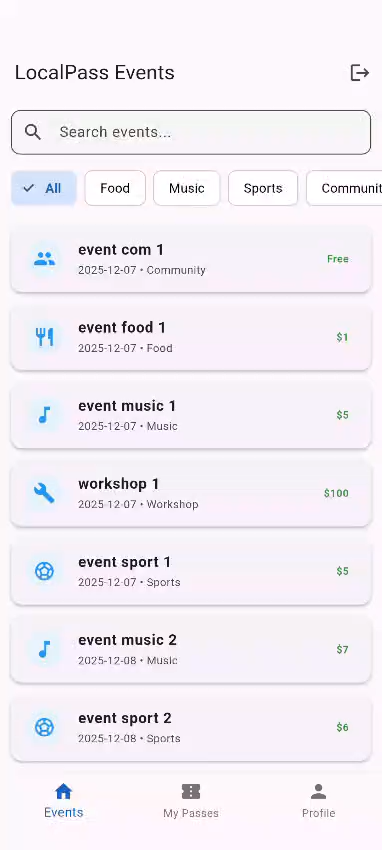 LocalPass Events
Search events...
All Food Music Sports Communit
event com 1
2025-12-07 • Community
Free
event food 1
2025-12-07 • Food
$1
event music 1
2025-12-07 • Music
$5
workshop 1
2025-12-07 • Workshop
$100
event sport 1
2025-12-07 • Sports
$5
event music 2
2025-12-08 • Music
$7
event sport 2
2025-12-08 • Sports
$6
Events My Passes Profile